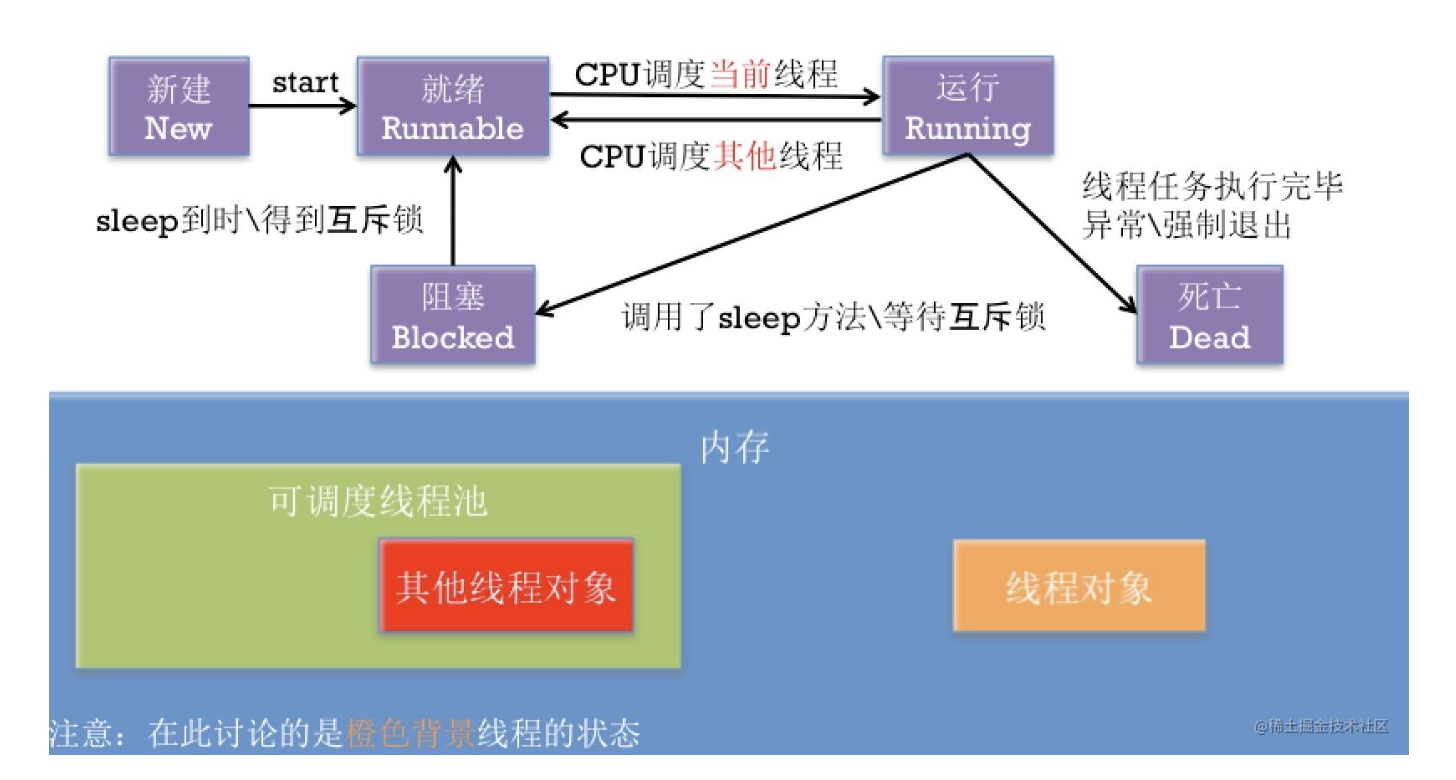 新建
New
start
就绪
Runnable
CPU调度当前线程
CPU调度其他线程
运行
Running
sleep到时\得到互斥锁
线程任务执行完毕
异常\强制退出
阻塞
Blocked
调用了sleep方法\等待互斥锁
死亡
Dead
内存
可调度线程池
其他线程对象
线程对象
注意：在此讨论的是橙色背景线程的状态
@稀土掘金技术社区